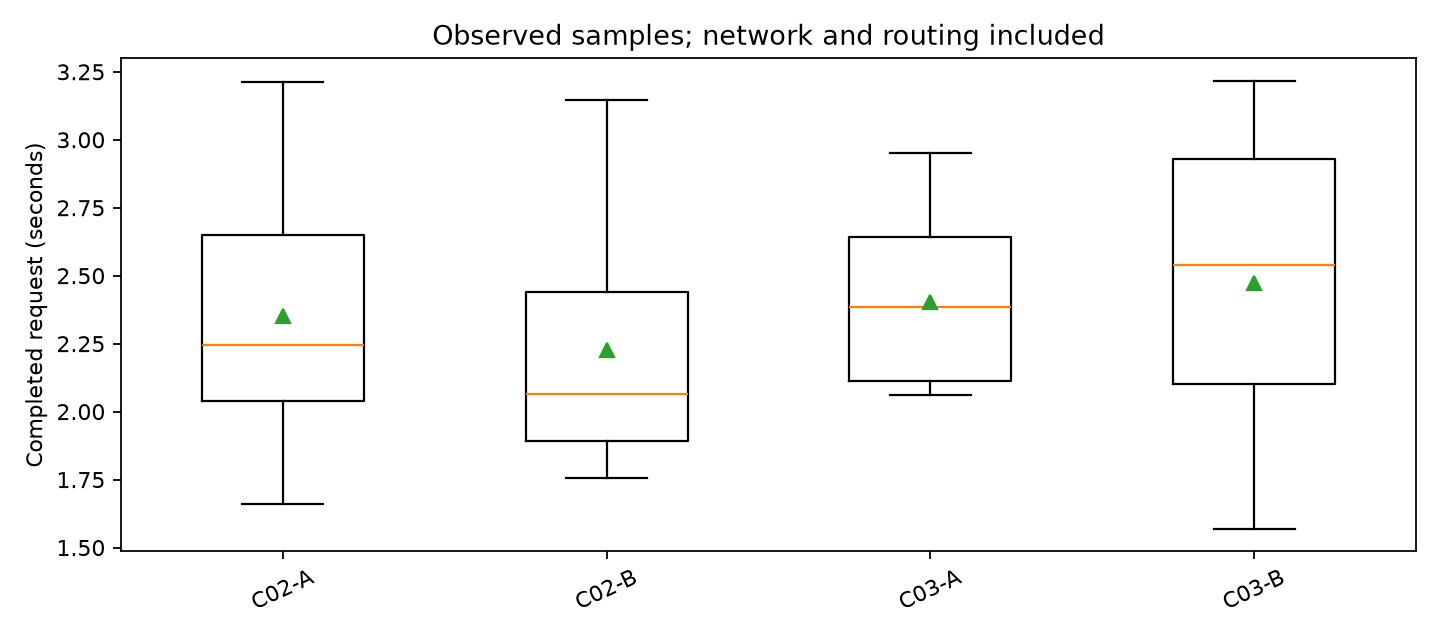 Observed samples; network and routing included
Completed request (seconds)
3.25
3.00
2.75
2.50
2.25
2.00
1.75
1.50
C02-A
C02-B
C03-A
C03-B